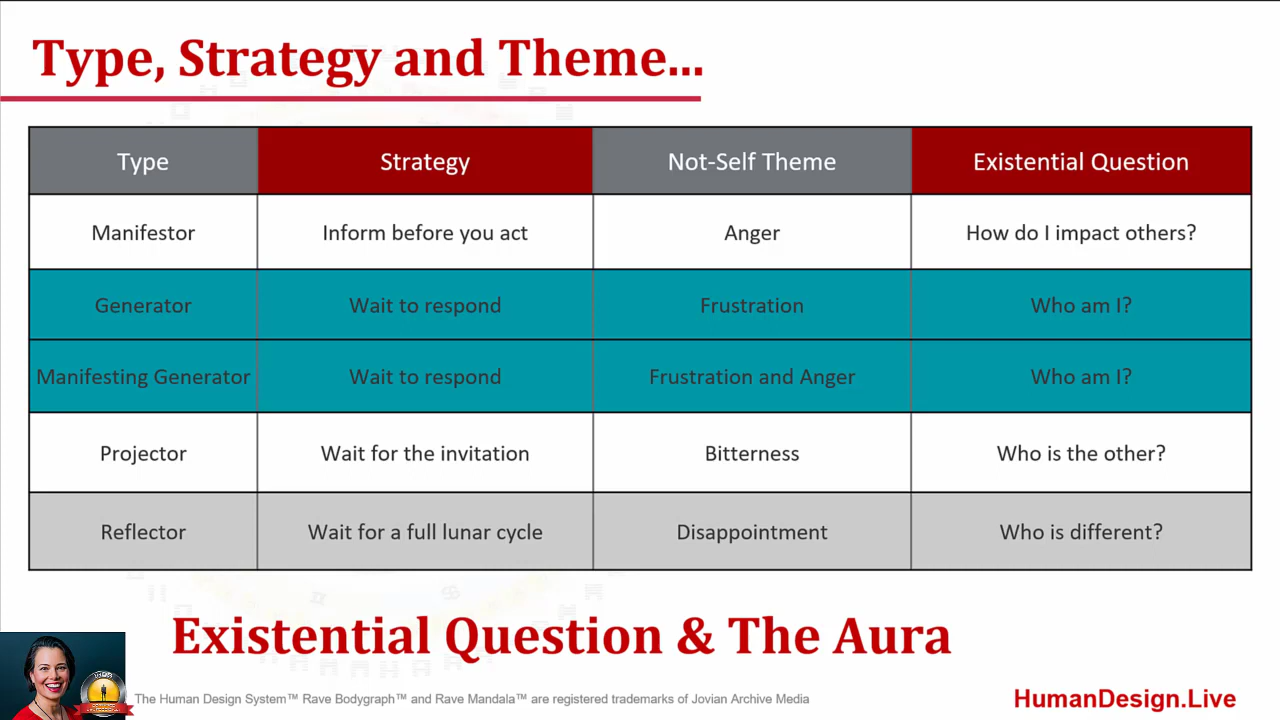 Type, Strategy and Theme...
Type Strategy Not-Self Theme Existential Question
Manifestor Inform before you act Anger How do I impact others?
Generator Wait to respond Frustration Who am I?
Manifesting Generator Wait to respond Frustration and Anger Who am I?
Projector Wait for the invitation Bitterness Who is the other?
Reflector Wait for a full lunar cycle Disappointment Who is different?
Existential Question & The Aura
The Human Design System™ Rave Bodygraph™ and Rave Mandala™ are registered trademarks of Jovian Archive Media
HumanDesign.Live